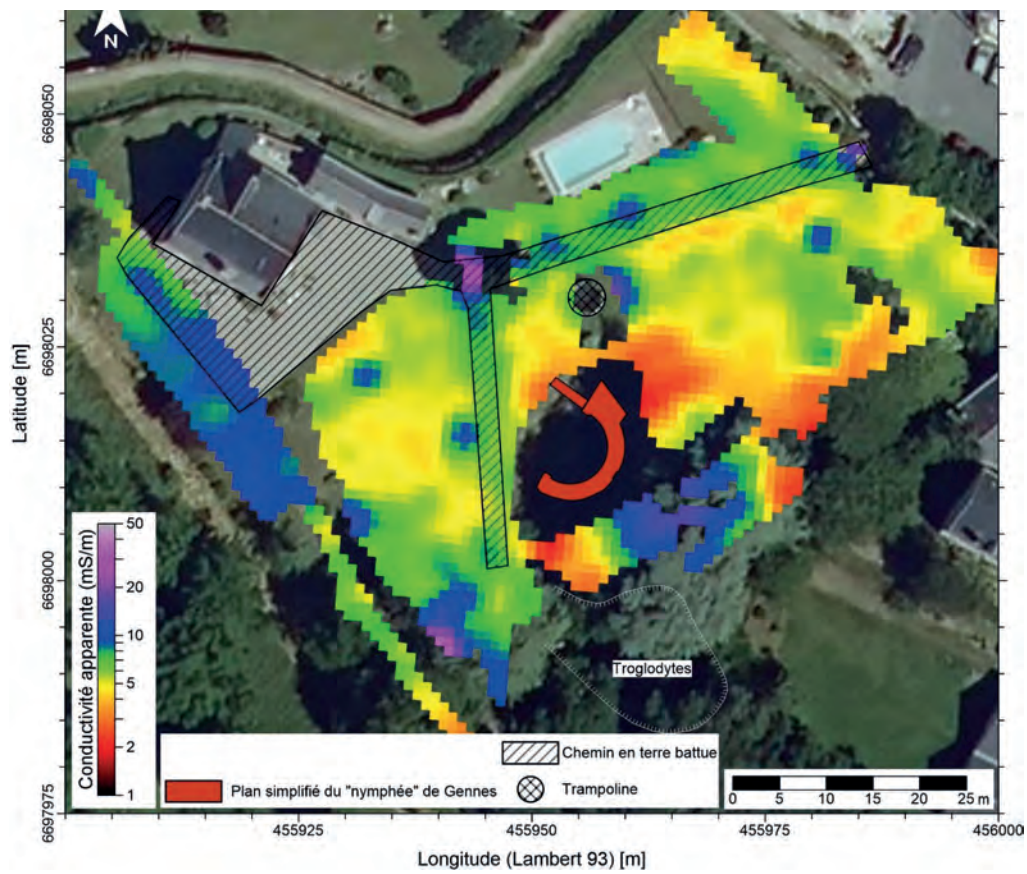 N
6698050
6698025
6698000
6697975
Latitude [m]
Troglodytes
Conductivité apparente (mS/m)
50
20
10
5
2
1
Chemin en terre battue
Plan simplifié du "nymphée" de Gennes
Trampoline
0 5 10 15 20 25 m
455925 455950 455975 456000
Longitude (Lambert 93) [m]